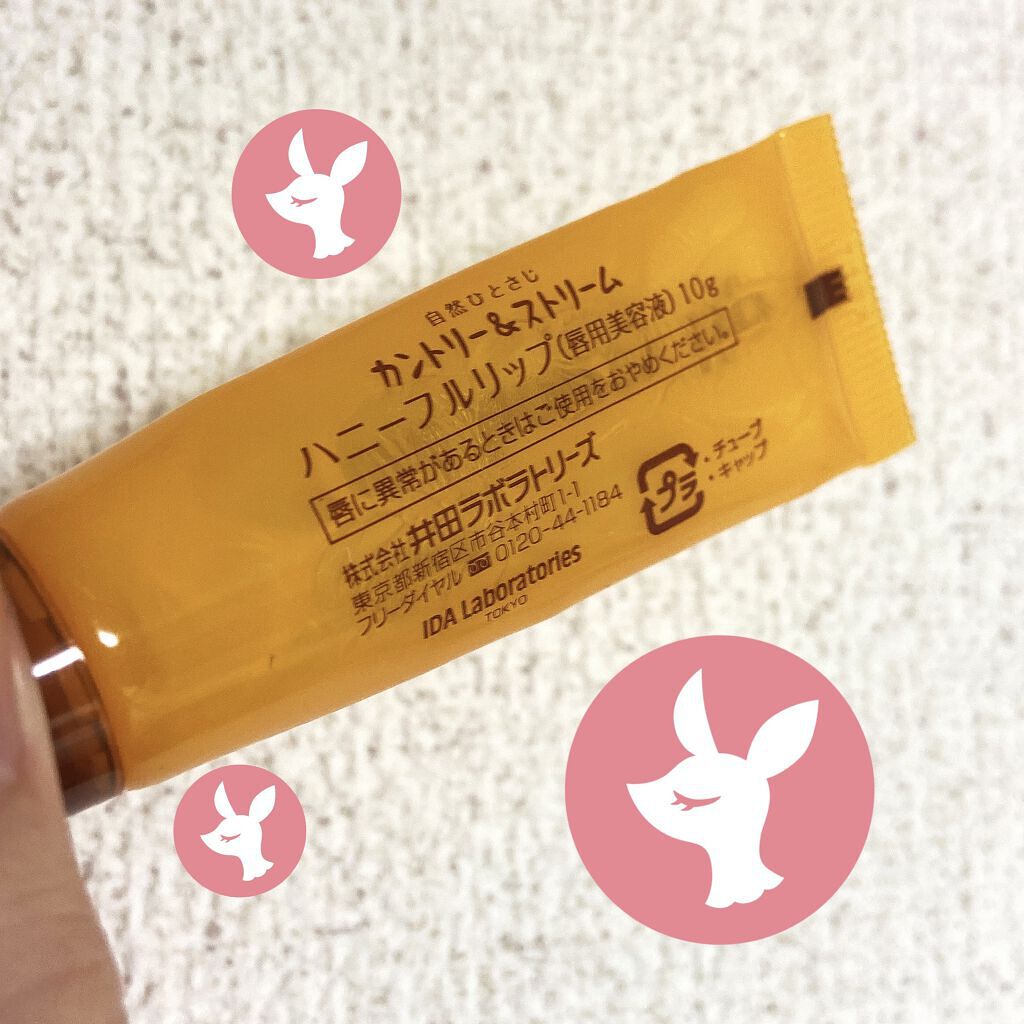 自然ひとさじ
カントリー&ストリーム
ハニーフルリップ(唇用美容液)10g
唇に異常があるときはご使用をおやめください。
株式会社井田ラボラトリーズ
東京都新宿区市谷本村町1-1
フリーダイヤル 0120-44-1184
IDA Laboratories
TOKYO
プラ
・チューブ
・キャップ